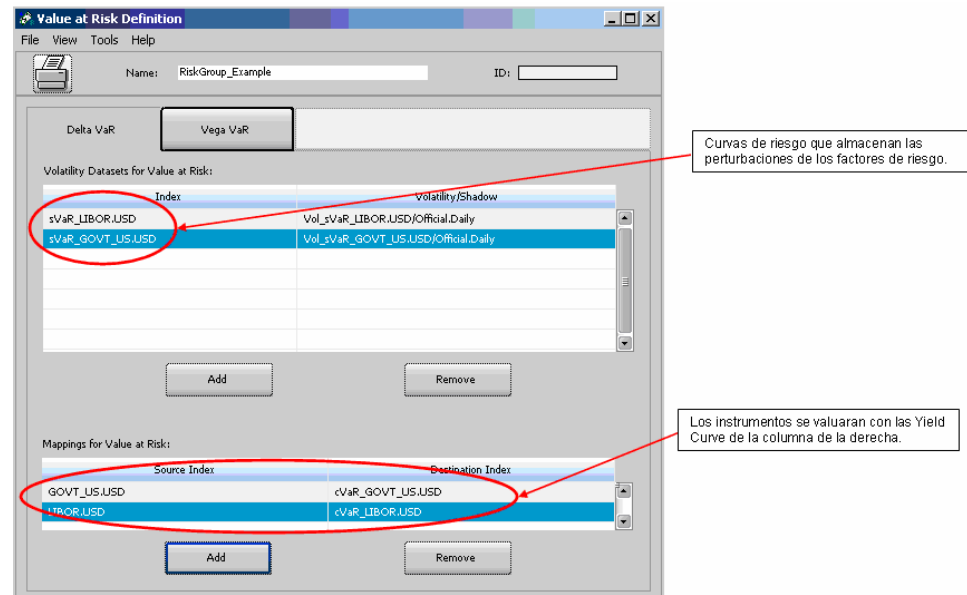 Value at Risk Definition
File View Tools Help
Name: RiskGroup_Example ID:
Delta VaR Vega VaR
Volatility Datasets for Value at Risk:
Index Volatility/Shadow
sVaR_LIBOR.USD Vol_sVaR_LIBOR.USD/Official.Daily
sVaR_GOVT_US.USD Vol_sVaR_GOVT_US.USD/Official.Daily
Add Remove
Mappings for Value at Risk:
Source Index Destination Index
GOVT_US.USD cVaR_GOVT_US.USD
LIBOR.USD cVaR_LIBOR.USD
Add Remove
Curvas de riesgo que almacenan las
perturbaciones de los factores de riesgo.
Los instrumentos se valuaran con las Yield
Curve de la columna de la derecha.